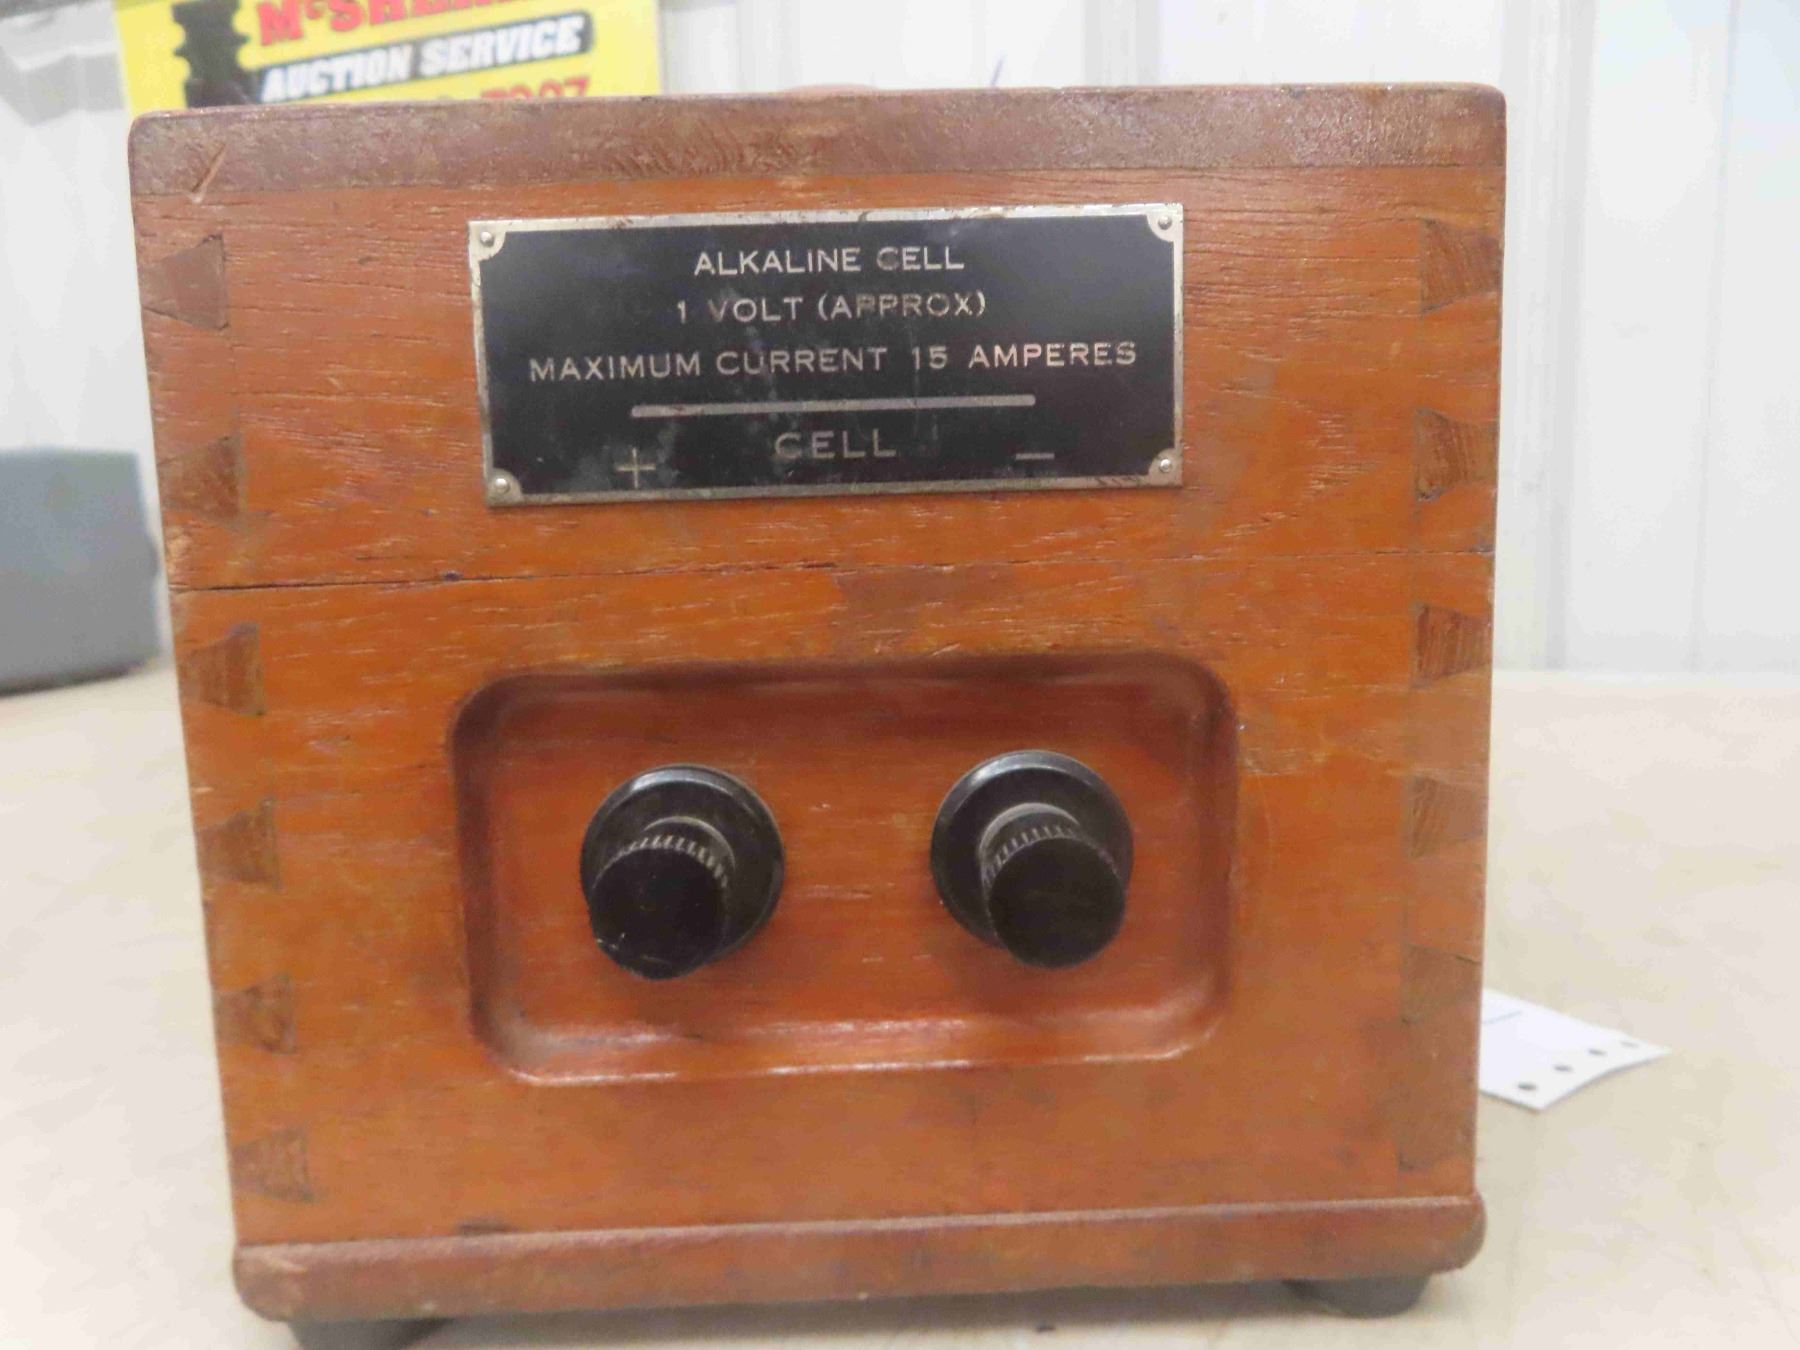 AUCTION SERVICE
ALKALINE CELL
1 VOLT (APPROX)
MAXIMUM CURRENT 15 AMPERES
CELL
+ −